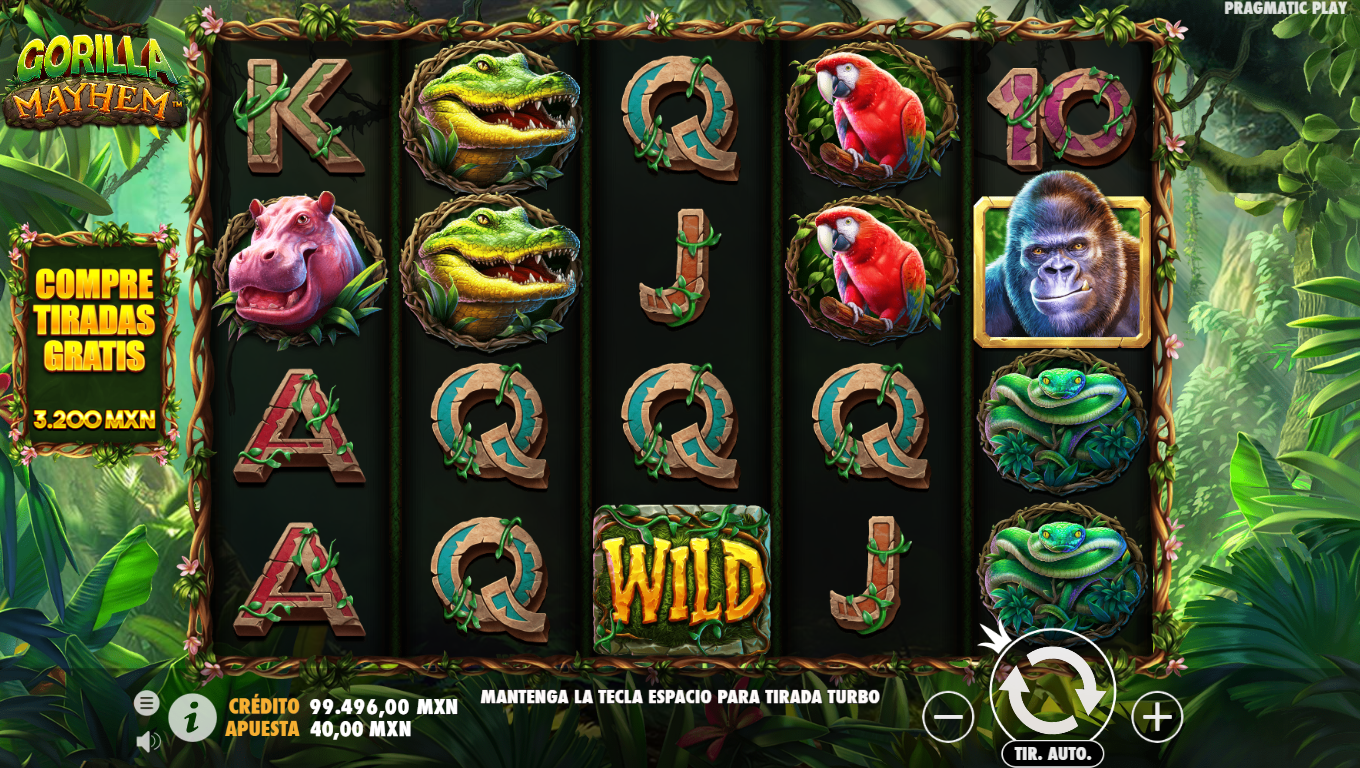 PRAGMATIC PLAY
GORILLA
MAYHEM™
K
Q
10
J
COMPRE
TIRADAS
GRATIS
3.200 MXN
A
Q
Q
Q
A
Q
WILD
J
CRÉDITO 99.496,00 MXN
APUESTA 40,00 MXN
MANTENGA LA TECLA ESPACIO PARA TIRADA TURBO
TIR. AUTO.